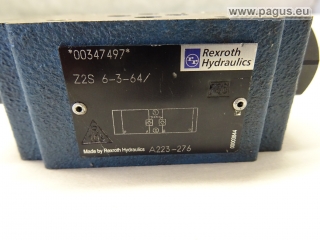 www.pagus.eu
*00347497*
Rexroth
Hydraulics
Z2S 6-3-64/
Made by Rexroth Hydraulics A223-276